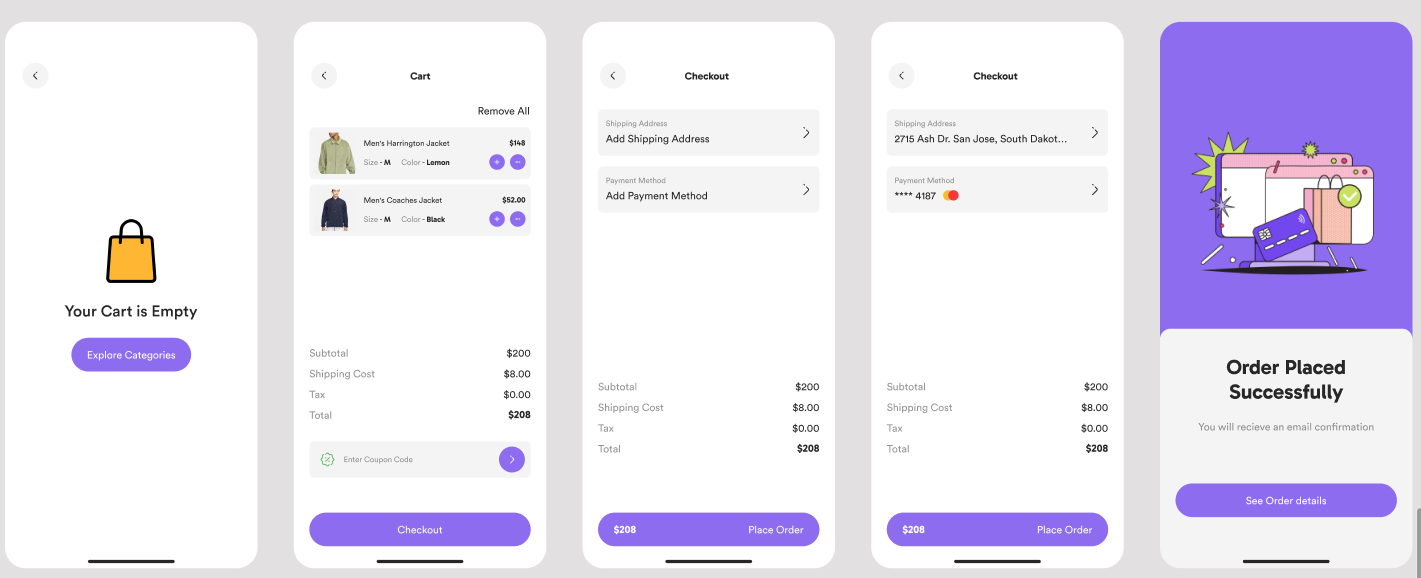 Your Cart is Empty
Explore Categories
Cart
Remove All
Men's Harrington Jacket $148
Size - M Color - Lemon + −
Men's Coaches Jacket $52.00
Size - M Color - Black + −
Subtotal $200
Shipping Cost $8.00
Tax $0.00
Total $208
Enter Coupon Code
Checkout
Checkout
Shipping Address
Add Shipping Address
Payment Method
Add Payment Method
Subtotal $200
Shipping Cost $8.00
Tax $0.00
Total $208
$208 Place Order
Checkout
Shipping Address
2715 Ash Dr. San Jose, South Dakot...
Payment Method
**** 4187
Subtotal $200
Shipping Cost $8.00
Tax $0.00
Total $208
$208 Place Order
Order Placed
Successfully
You will recieve an email confirmation
See Order details